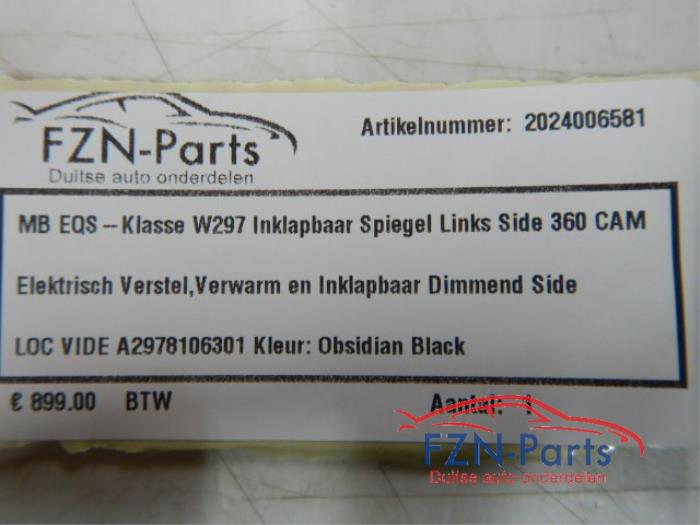 FZN-Parts
Duitse auto onderdelen
Artikelnummer: 2024006581
MB EQS - Klasse W297 Inklapbaar Spiegel Links Side 360 CAM
Elektrisch Verstel,Verwarm en Inklapbaar Dimmend Side
LOC VIDE A2978106301 Kleur: Obsidian Black
€ 899.00 BTW Aantal: 1
FZN-Parts
Duitse auto onderdelen